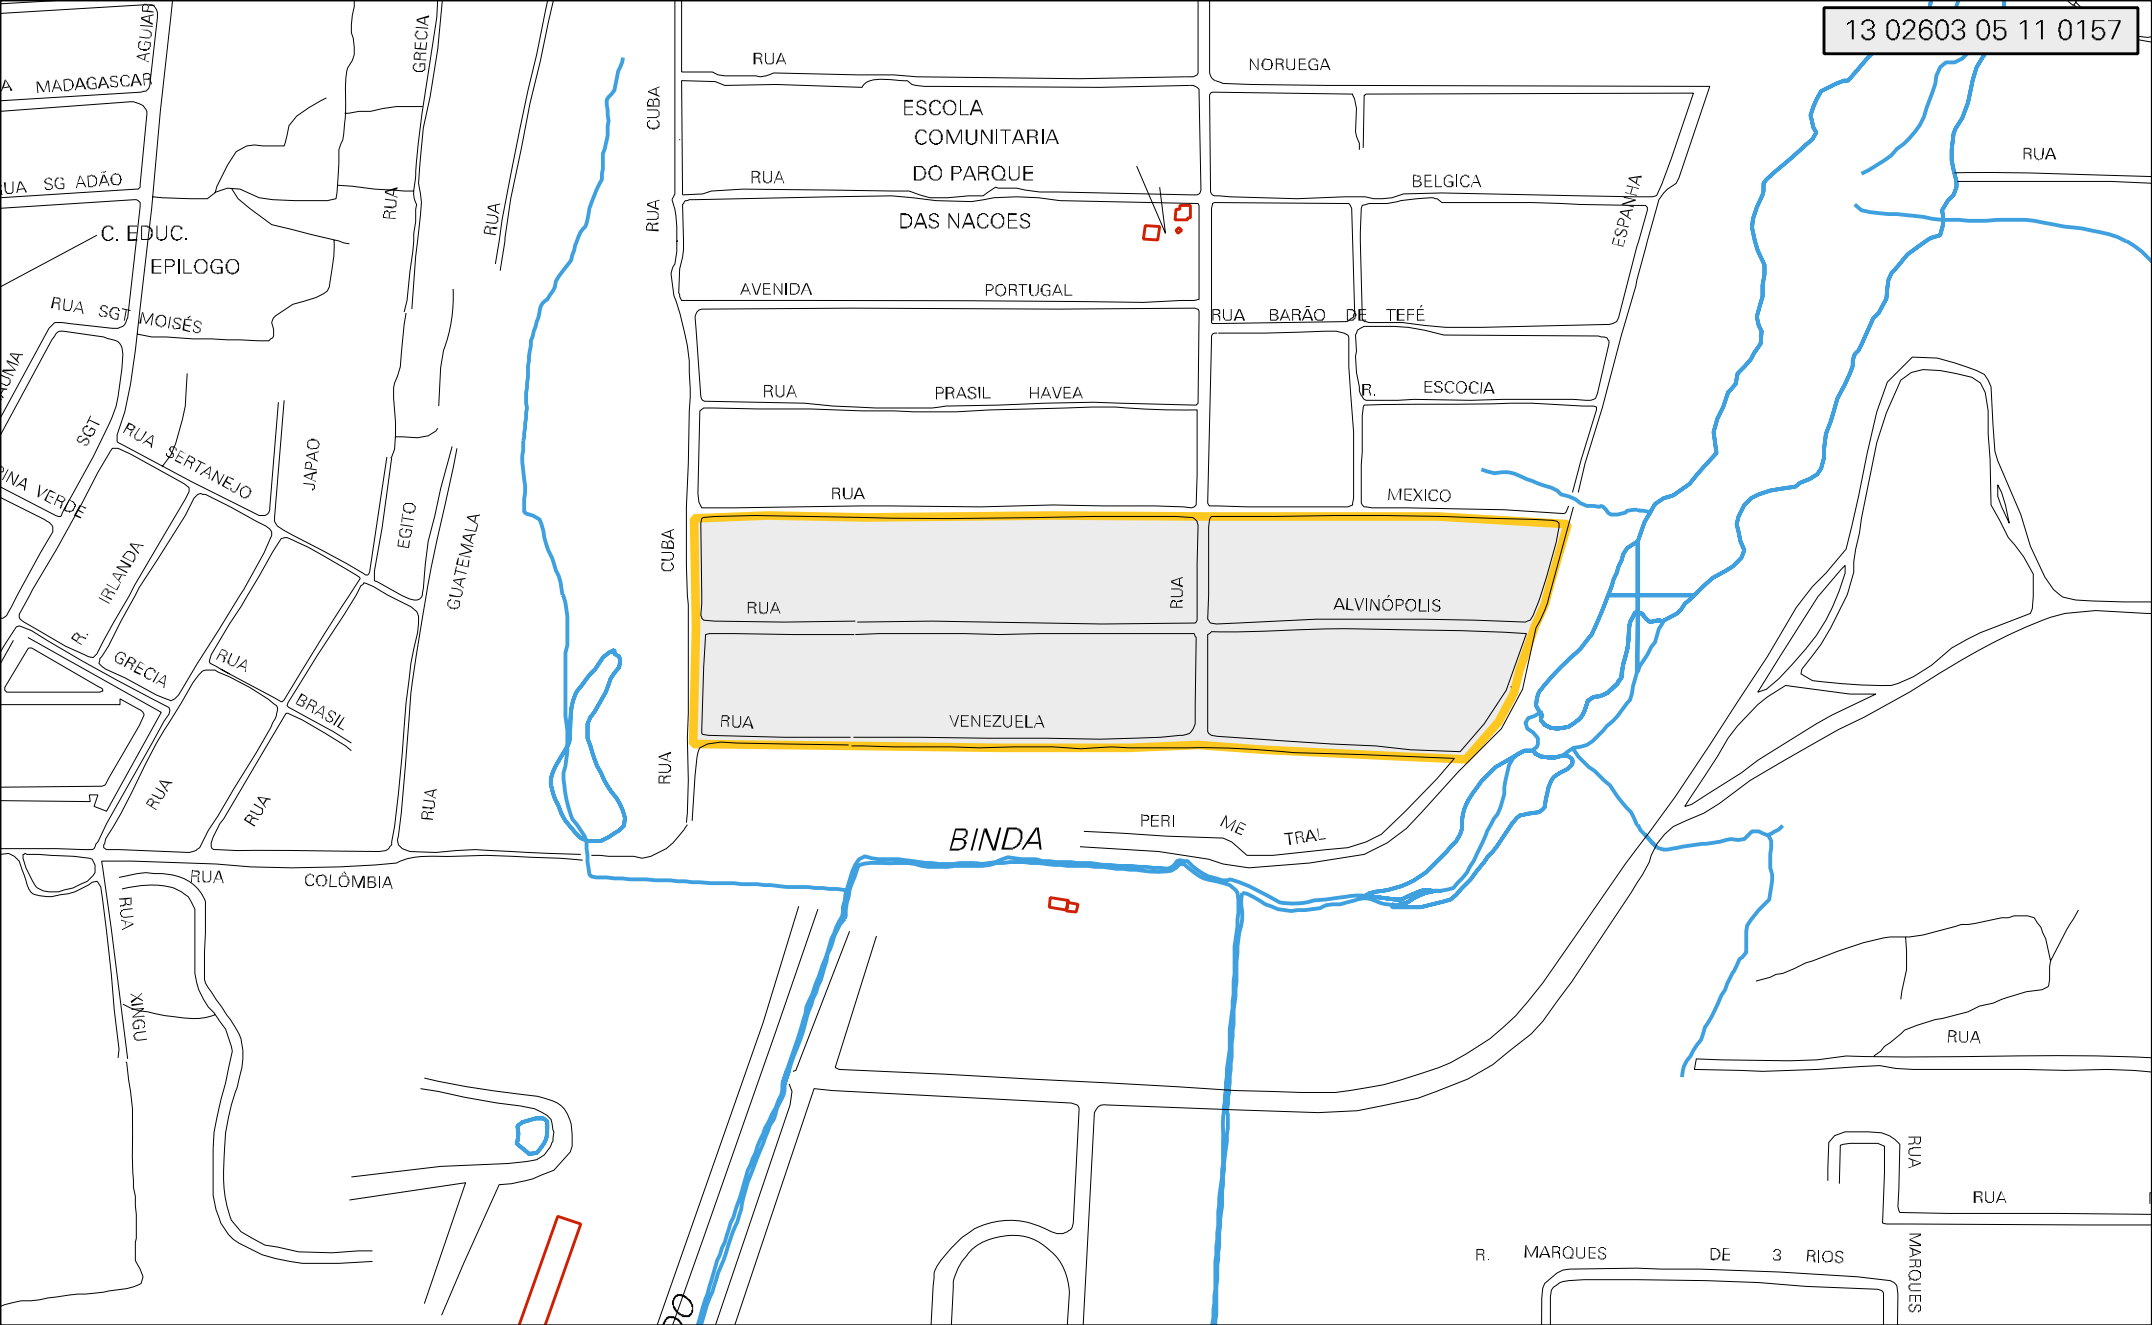 13 02603 05 11 0157
AGUIAR
GRECIA
RUA
NORUEGA
A MADAGASCAR
CUBA
ESCOLA
COMUNITARIA
DO PARQUE
DAS NACOES
RUA
RUA
BELGICA
RUA SG ADÃO
RUA
RUA
RUA
ESPANHA
C. EDUC.
EPILOGO
AVENIDA PORTUGAL
RUA SGT MOISÉS
RUA BARÃO DE TEFÉ
RUA PRASIL HAVEA
R. ESCOCIA
SGT
RUA SERTANEJO
JAPAO
RUA
MEXICO
VERDE
EGITO
GUATEMALA
CUBA
R. IRLANDA
RUA
RUA
ALVINÓPOLIS
GRECIA
RUA BRASIL
RUA
VENEZUELA
RUA
RUA
RUA
RUA
BINDA
PERI ME TRAL
RUA COLÔMBIA
RUA
XINGU
RUA
RUA
RUA
R. MARQUES DE 3 RIOS
MARQUES